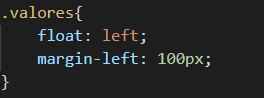 .valores{
    float: left;
    margin-left: 100px;
}